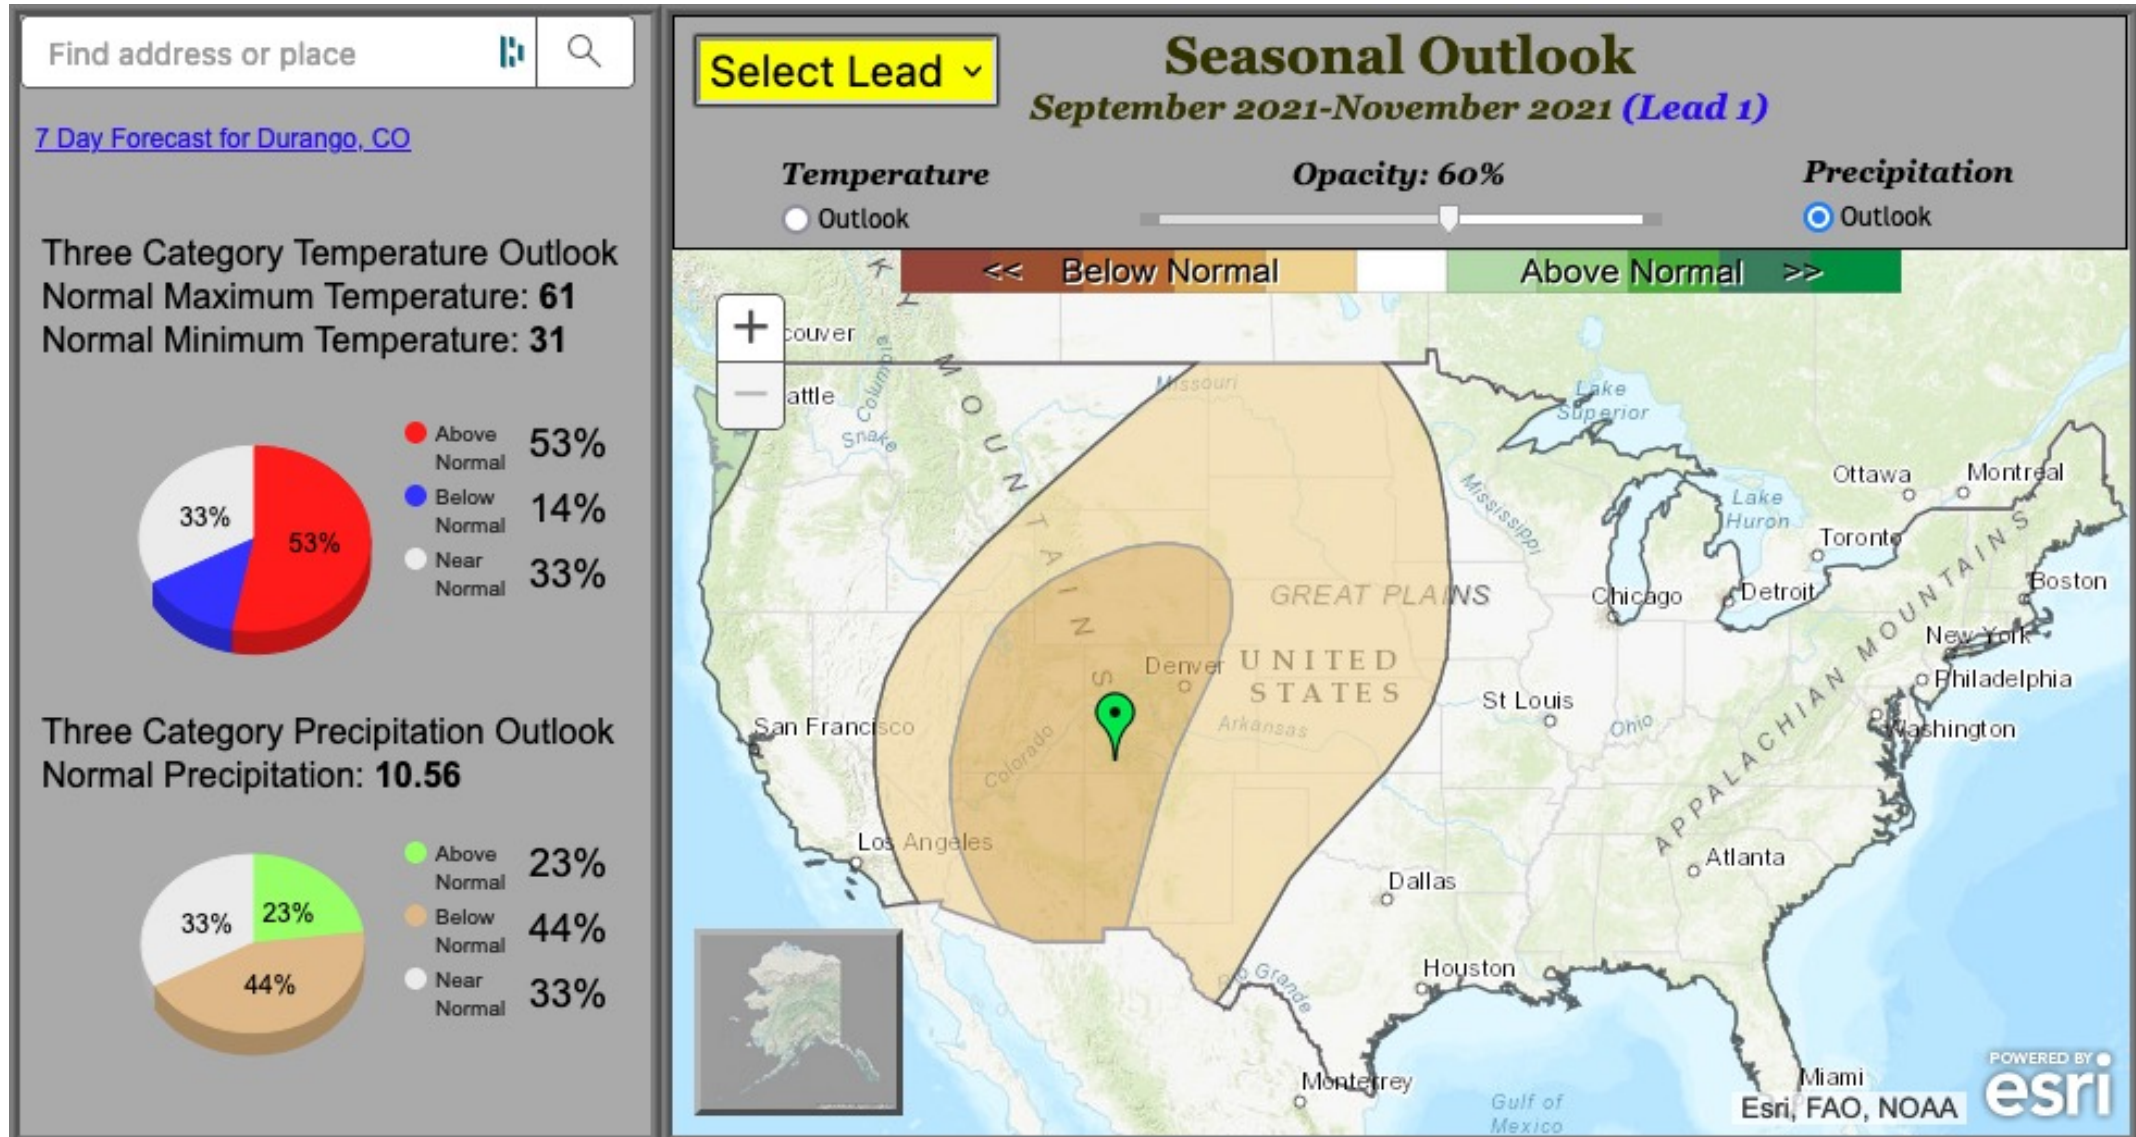 Find address or place
7 Day Forecast for Durango, CO
Three Category Temperature Outlook
Normal Maximum Temperature: 61
Normal Minimum Temperature: 31
33%
53%
Above
Normal
53%
Below
Normal
14%
Near
Normal
33%
Three Category Precipitation Outlook
Normal Precipitation: 10.56
33%
23%
44%
Above
Normal
23%
Below
Normal
44%
Near
Normal
33%
Select Lead
Seasonal Outlook
September 2021-November 2021 (Lead 1)
Temperature
Outlook
Opacity: 60%
Precipitation
Outlook
<< Below Normal
Above Normal >>
+
−
couver
attle
Columbia
Snake
Missouri
K Y
M O U N T A I N S
Lake
Superior
Mississippi
Ottawa
Montreal
Lake
Huron
Toronto
GREAT PLAINS
Chicago
Detroit
Boston
New York
Philadelphia
Washington
APPALACHIAN MOUNTAINS
Denver
UNITED
STATES
St Louis
Ohio
Arkansas
Colorado
San Francisco
Los Angeles
Dallas
Atlanta
Houston
Rio Grande
Monterrey
Gulf of
Mexico
Miami
Esri, FAO, NOAA
POWERED BY
esri